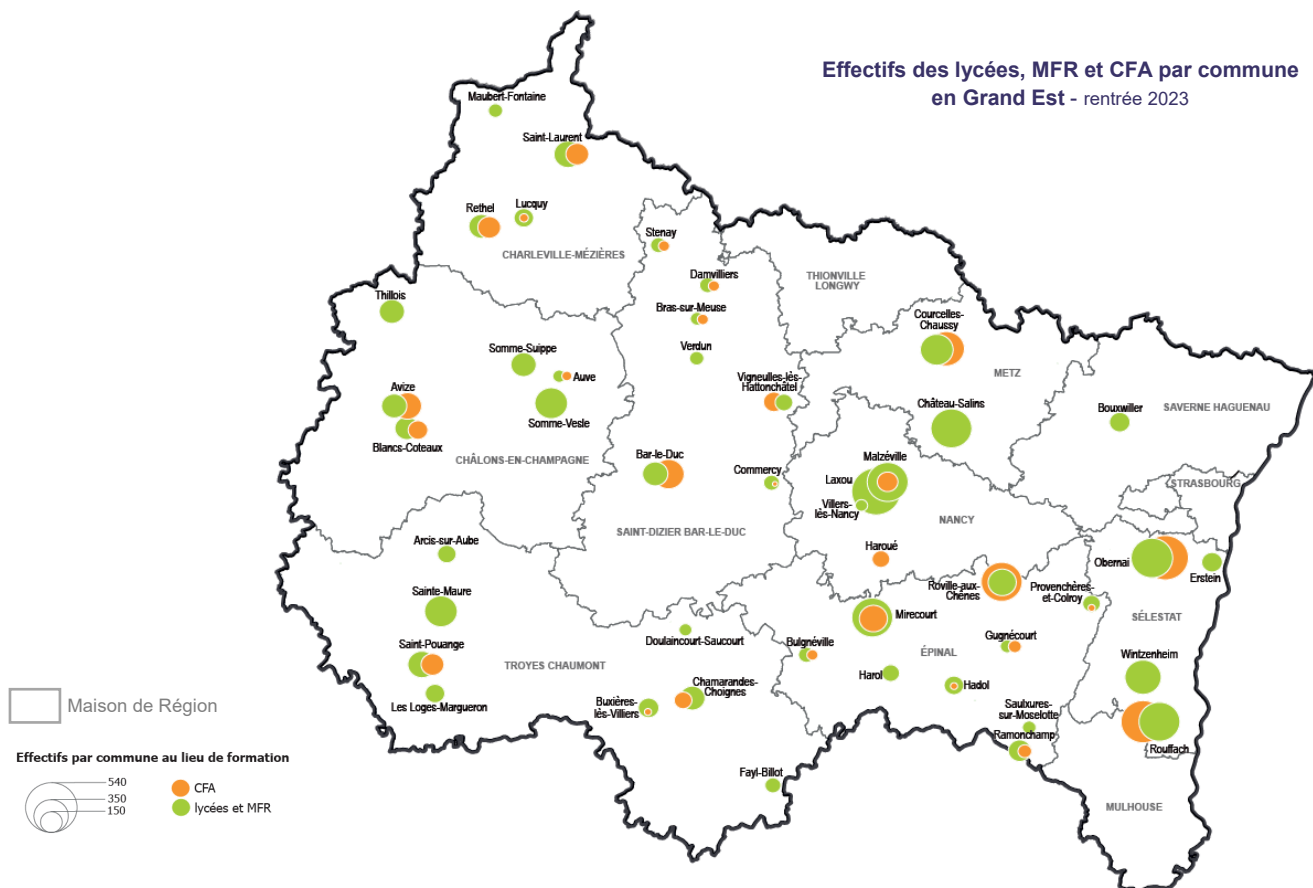 Effectifs des lycées, MFR et CFA par commune
en Grand Est - rentrée 2023
Maubert-Fontaine
Saint-Laurent
Rethel
Lucquy
CHARLEVILLE-MÉZIÈRES
Stenay
Damvilliers
Bras-sur-Meuse
Verdun
THIONVILLE
LONGWY
Thillois
Somme-Suippe
Auve
Avize
Somme-Vesle
Blancs-Coteaux
CHÂLONS-EN-CHAMPAGNE
Vigneulles-lès-
Hattonchâtel
Courcelles-
Chaussy
METZ
Château-Salins
Bouxwiller
SAVERNE HAGUENAU
Bar-le-Duc
Commercy
SAINT-DIZIER BAR-LE-DUC
Malzéville
Laxou
Villers-
lès-Nancy
NANCY
Haroué
STRASBOURG
Obernai
Erstein
Arcis-sur-Aube
Sainte-Maure
Saint-Pouange
Les Loges-Margueron
TROYES CHAUMONT
Doulaincourt-Saucourt
Chamarandes-
Choignes
Buxières-
lès-Villiers
Fayl-Billot
Roville-aux-
Chênes
Provenchères-
et-Colroy
Mirecourt
Bulgnéville
Gugnécourt
ÉPINAL
Harol
Hadol
Saulxures-
sur-Moselotte
Ramonchamp
SÉLESTAT
Wintzenheim
Rouffach
MULHOUSE
Maison de Région
Effectifs par commune au lieu de formation
540
350
150
CFA
lycées et MFR